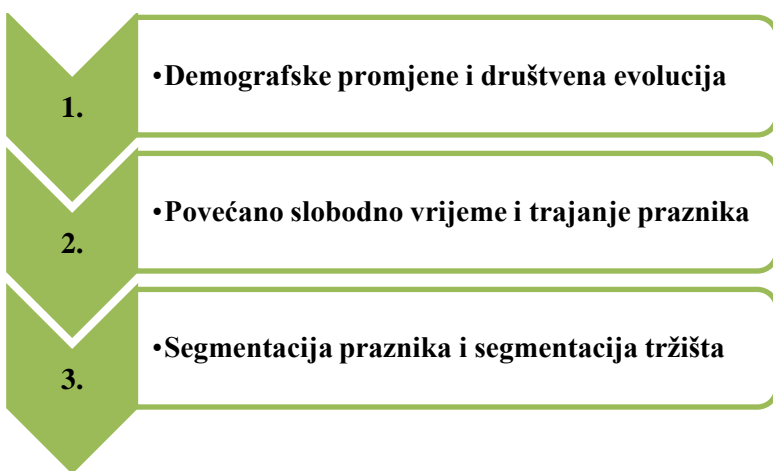 1.
•Demografske promjene i društvena evolucija
2.
•Povećano slobodno vrijeme i trajanje praznika
3.
•Segmentacija praznika i segmentacija tržišta